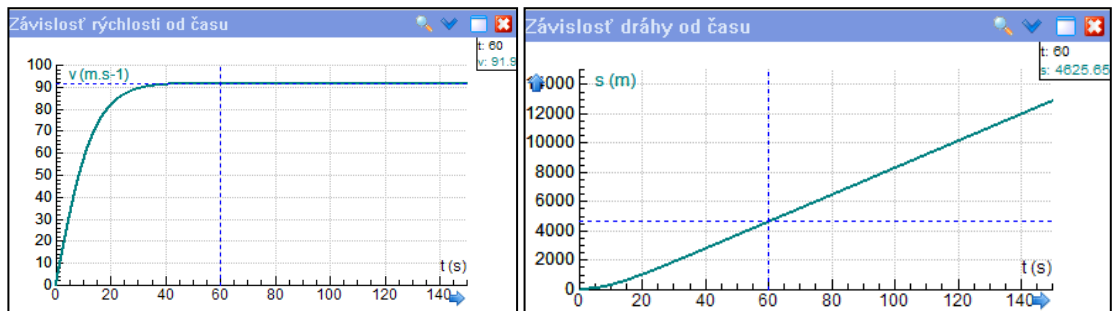 Závislosť rýchlosti od času
t: 60
v: 91.9
v (m.s-1)
100
90
80
70
60
50
40
30
20
10
0
0 20 40 60 80 100 120 140
t (s)
Závislosť dráhy od času
t: 60
s: 4625.65
s (m)
14000
12000
10000
8000
6000
4000
2000
0
0 20 40 60 80 100 120 140
t (s)